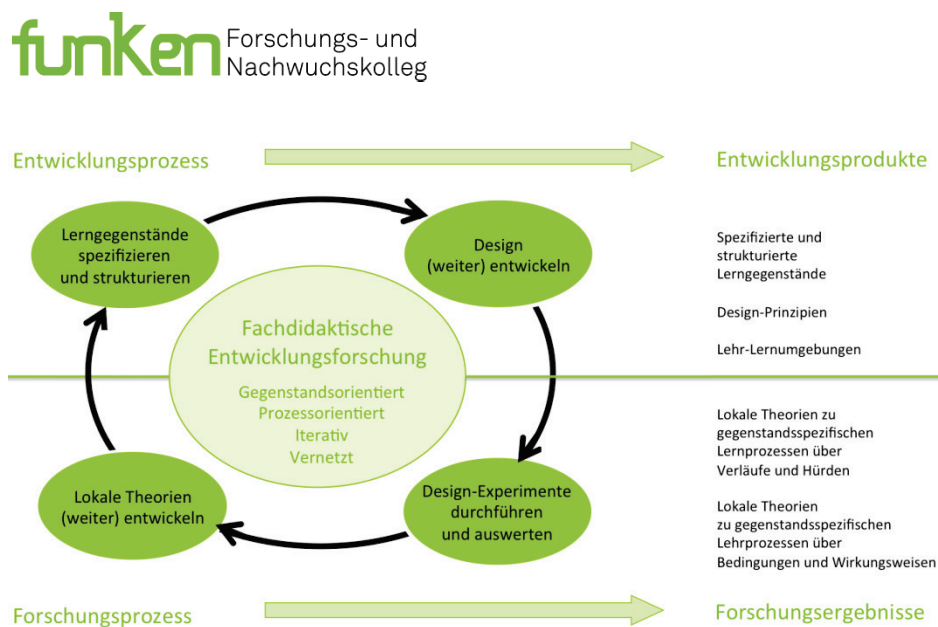 funken Forschungs- und
Nachwuchskolleg
Entwicklungsprozess
Entwicklungsprodukte
Lerngegenstände
spezifizieren
und strukturieren
Design
(weiter) entwickeln
Fachdidaktische
Entwicklungsforschung
Gegenstandsorientiert
Prozessorientiert
Iterativ
Vernetzt
Lokale Theorien
(weiter) entwickeln
Design-Experimente
durchführen
und auswerten
Spezifizierte und
strukturierte
Lerngegenstände
Design-Prinzipien
Lehr-Lernumgebungen
Lokale Theorien zu
gegenstandsspezifischen
Lernprozessen über
Verläufe und Hürden
Lokale Theorien
zu gegenstandsspezifischen
Lehrprozessen über
Bedingungen und Wirkungsweisen
Forschungsprozess
Forschungsergebnisse